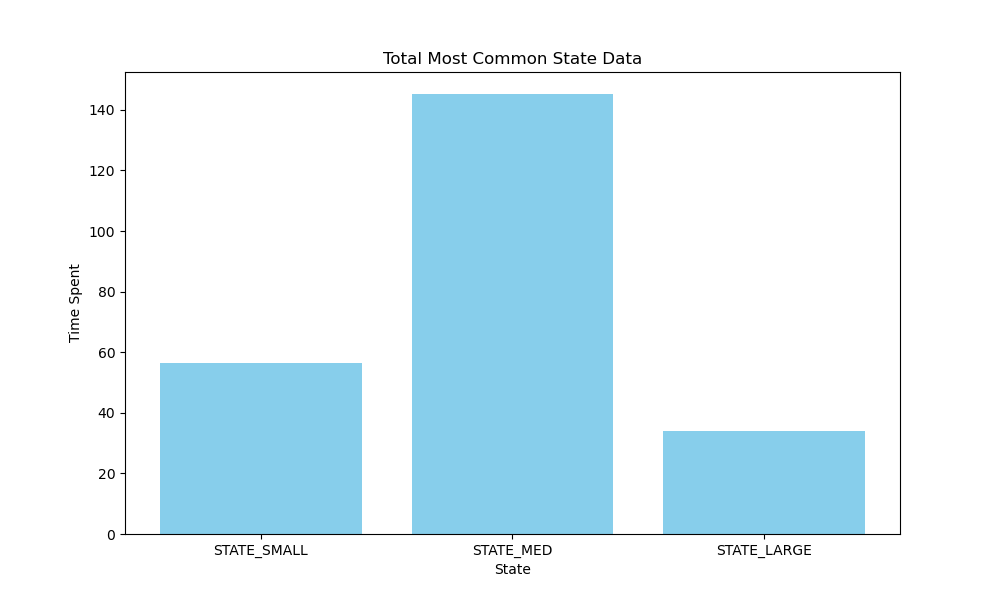 Total Most Common State Data
140
120
100
80
60
40
20
0
Time Spent
STATE_SMALL
STATE_MED
STATE_LARGE
State